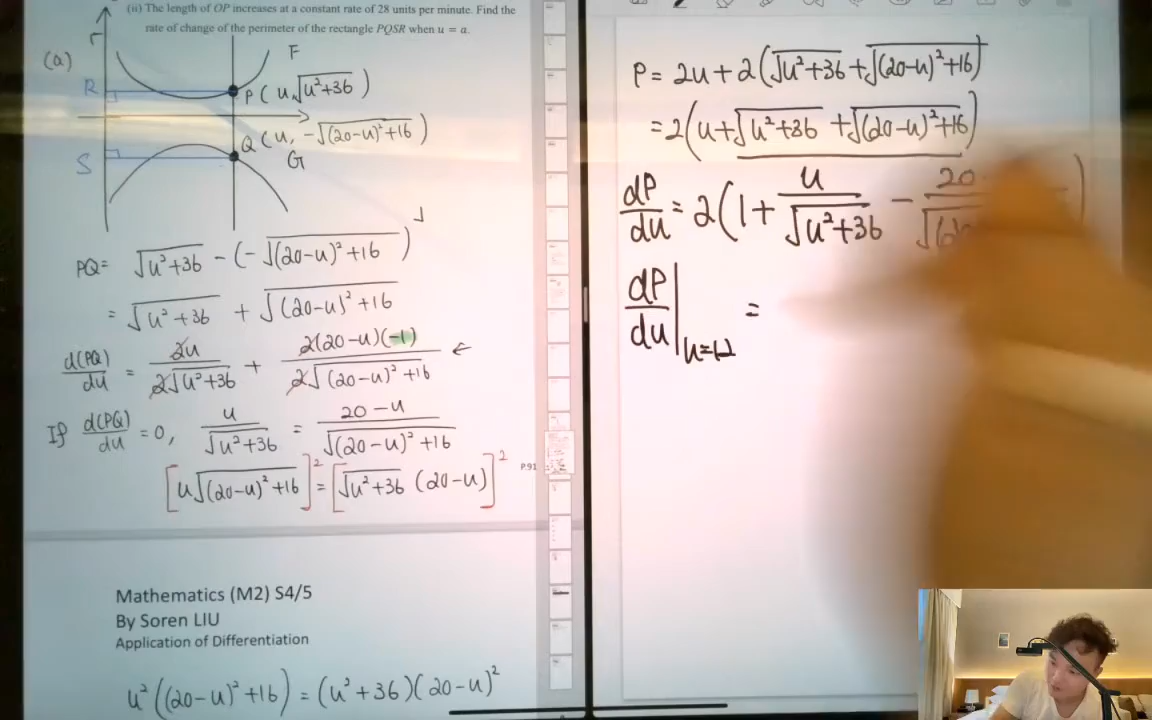 (ii) The length of OP increases at a constant rate of 28 units per minute. Find the
rate of change of the perimeter of the rectangle PQSR when u = a.
(a)
F
R
P(u, √(u²+36))
Q(u, -√((20-u)²+16))
S
G
PQ = √(u²+36) - (-√((20-u)²+16))
= √(u²+36) + √((20-u)²+16)
d(PQ)/du = 2u/(2√(u²+36)) + 2(20-u)(-1)/(2√((20-u)²+16)) ←
If d(PQ)/du = 0, u/√(u²+36) = (20-u)/√((20-u)²+16)
[u√((20-u)²+16)]² = [√(u²+36) (20-u)]²
P.91
Mathematics (M2) S4/5
By Soren LIU
Application of Differentiation
u²((20-u)²+16) = (u²+36)(20-u)²
P = 2u + 2(√(u²+36) + √((20-u)²+16))
= 2(u + √(u²+36) + √((20-u)²+16))
dP/du = 2(1 + u/√(u²+36) - 20
dP/du|u=12 =